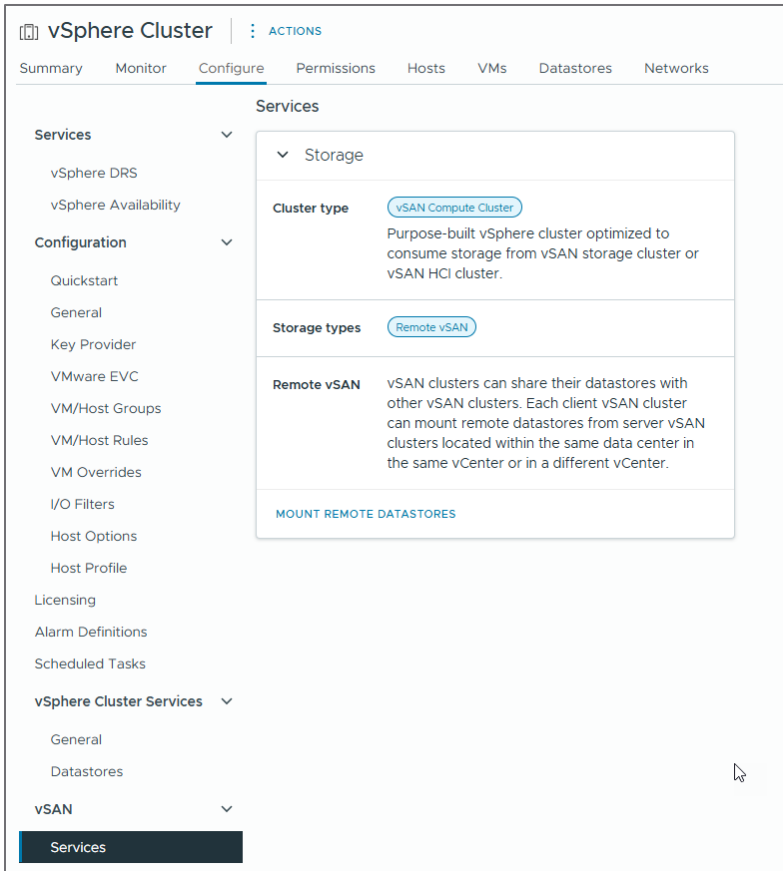 vSphere Cluster
ACTIONS
Summary Monitor Configure Permissions Hosts VMs Datastores Networks
Services
vSphere DRS
vSphere Availability
Configuration
Quickstart
General
Key Provider
VMware EVC
VM/Host Groups
VM/Host Rules
VM Overrides
I/O Filters
Host Options
Host Profile
Licensing
Alarm Definitions
Scheduled Tasks
vSphere Cluster Services
General
Datastores
vSAN
Services
Services
Storage
Cluster type
vSAN Compute Cluster
Purpose-built vSphere cluster optimized to
consume storage from vSAN storage cluster or
vSAN HCI cluster.
Storage types
Remote vSAN
Remote vSAN
vSAN clusters can share their datastores with
other vSAN clusters. Each client vSAN cluster
can mount remote datastores from server vSAN
clusters located within the same data center in
the same vCenter or in a different vCenter.
MOUNT REMOTE DATASTORES